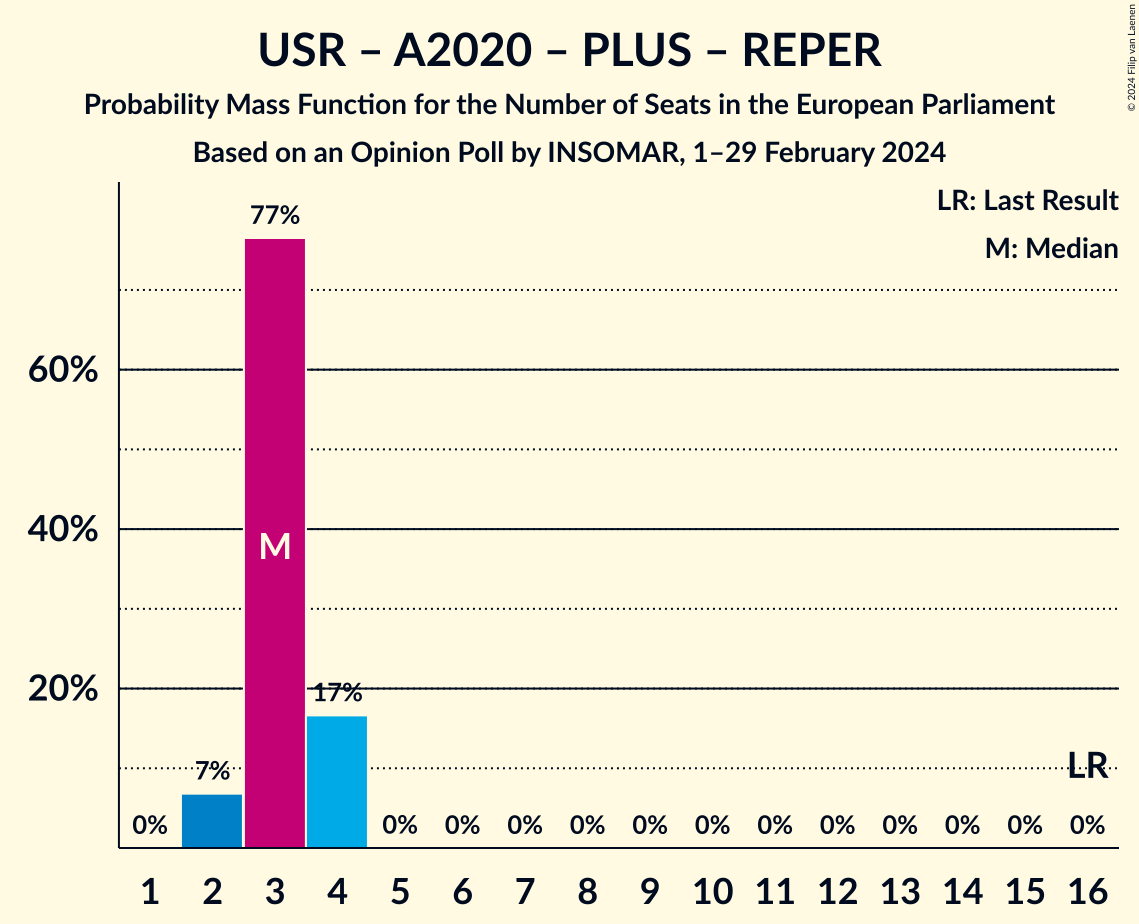 USR – A2020 – PLUS – REPER
Probability Mass Function for the Number of Seats in the European Parliament
Based on an Opinion Poll by INSOMAR, 1–29 February 2024
© 2024 Filip van Laenen
LR: Last Result
M: Median
77%
60%
40%
M
20%
17%
LR
7%
0% 0% 0% 0% 0% 0% 0% 0% 0% 0% 0% 0% 0%
1 2 3 4 5 6 7 8 9 10 11 12 13 14 15 16